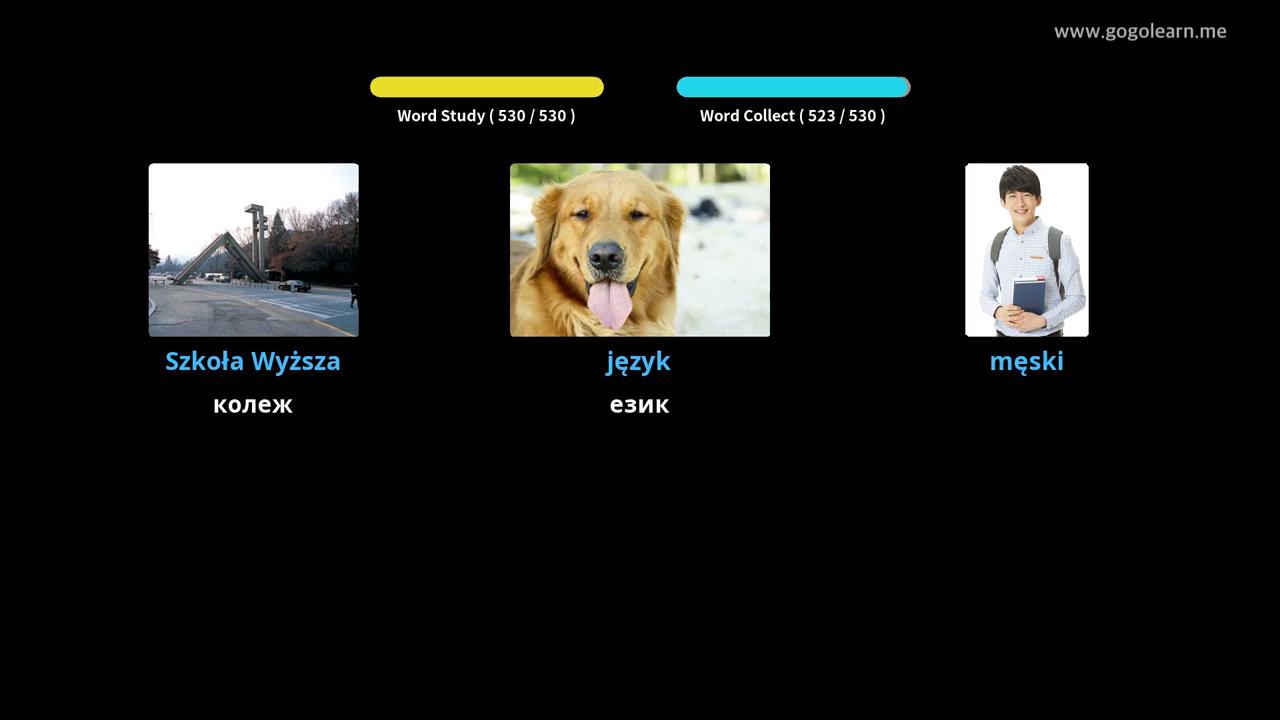 www.gogolearn.me
Word Study ( 530 / 530 )
Word Collect ( 523 / 530 )
Szkoła Wyższa
język
męski
колеж
език